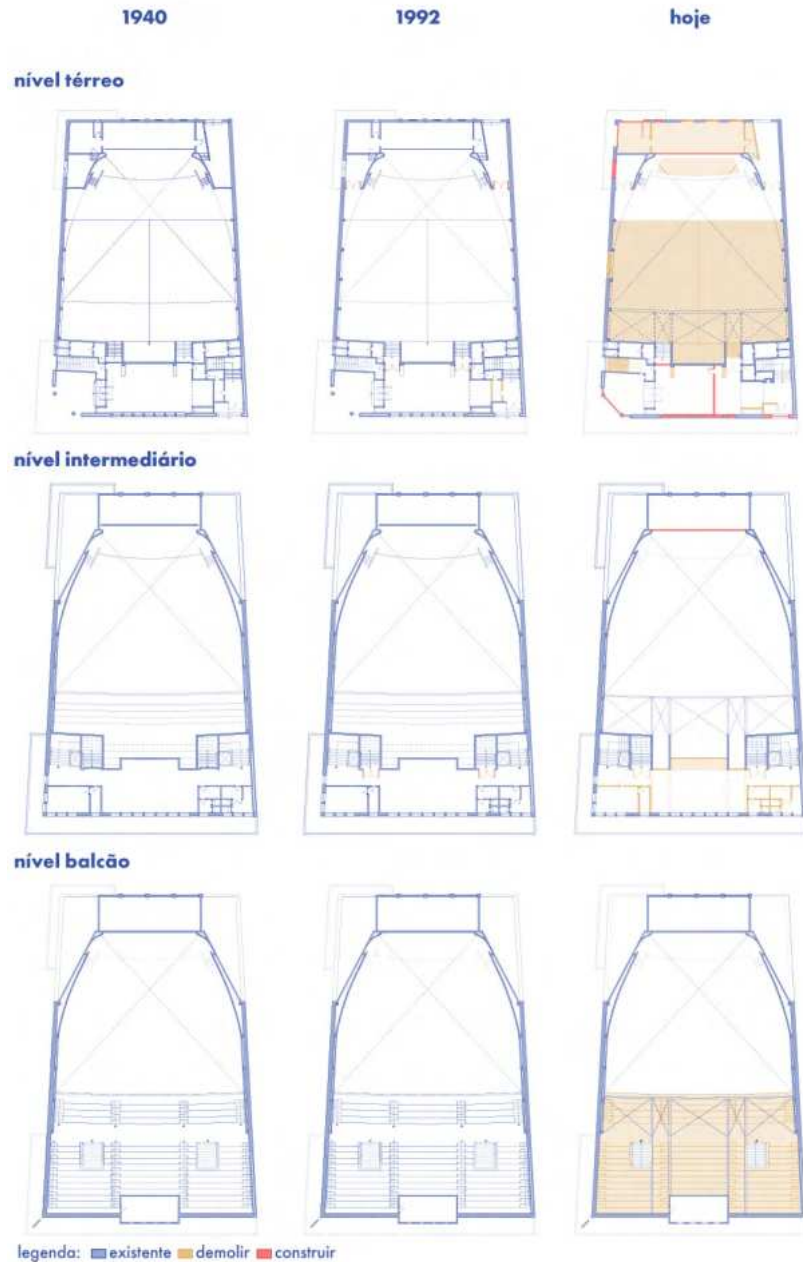 1940 1992 hoje
nível térreo
nível intermediário
nível balcão
legenda: existente demolir construir